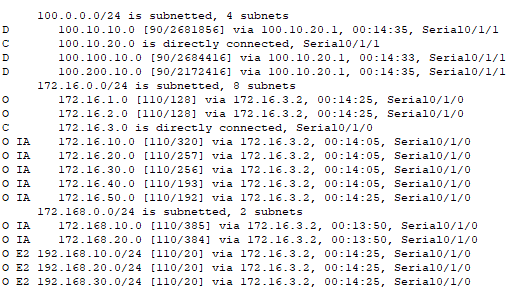 100.0.0.0/24 is subnetted, 4 subnets
D 100.10.10.0 [90/2681856] via 100.10.20.1, 00:14:35, Serial0/1/1
C 100.10.20.0 is directly connected, Serial0/1/1
D 100.100.10.0 [90/2684416] via 100.10.20.1, 00:14:33, Serial0/1/1
D 100.200.10.0 [90/2172416] via 100.10.20.1, 00:14:35, Serial0/1/1
172.16.0.0/24 is subnetted, 8 subnets
O 172.16.1.0 [110/128] via 172.16.3.2, 00:14:25, Serial0/1/0
O 172.16.2.0 [110/128] via 172.16.3.2, 00:14:25, Serial0/1/0
C 172.16.3.0 is directly connected, Serial0/1/0
O IA 172.16.10.0 [110/320] via 172.16.3.2, 00:14:05, Serial0/1/0
O IA 172.16.20.0 [110/257] via 172.16.3.2, 00:14:05, Serial0/1/0
O IA 172.16.30.0 [110/256] via 172.16.3.2, 00:14:05, Serial0/1/0
O IA 172.16.40.0 [110/193] via 172.16.3.2, 00:14:05, Serial0/1/0
O IA 172.16.50.0 [110/192] via 172.16.3.2, 00:14:25, Serial0/1/0
172.168.0.0/24 is subnetted, 2 subnets
O IA 172.168.10.0 [110/385] via 172.16.3.2, 00:13:50, Serial0/1/0
O IA 172.168.20.0 [110/384] via 172.16.3.2, 00:13:50, Serial0/1/0
O E2 192.168.10.0/24 [110/20] via 172.16.3.2, 00:14:25, Serial0/1/0
O E2 192.168.20.0/24 [110/20] via 172.16.3.2, 00:14:25, Serial0/1/0
O E2 192.168.30.0/24 [110/20] via 172.16.3.2, 00:14:25, Serial0/1/0